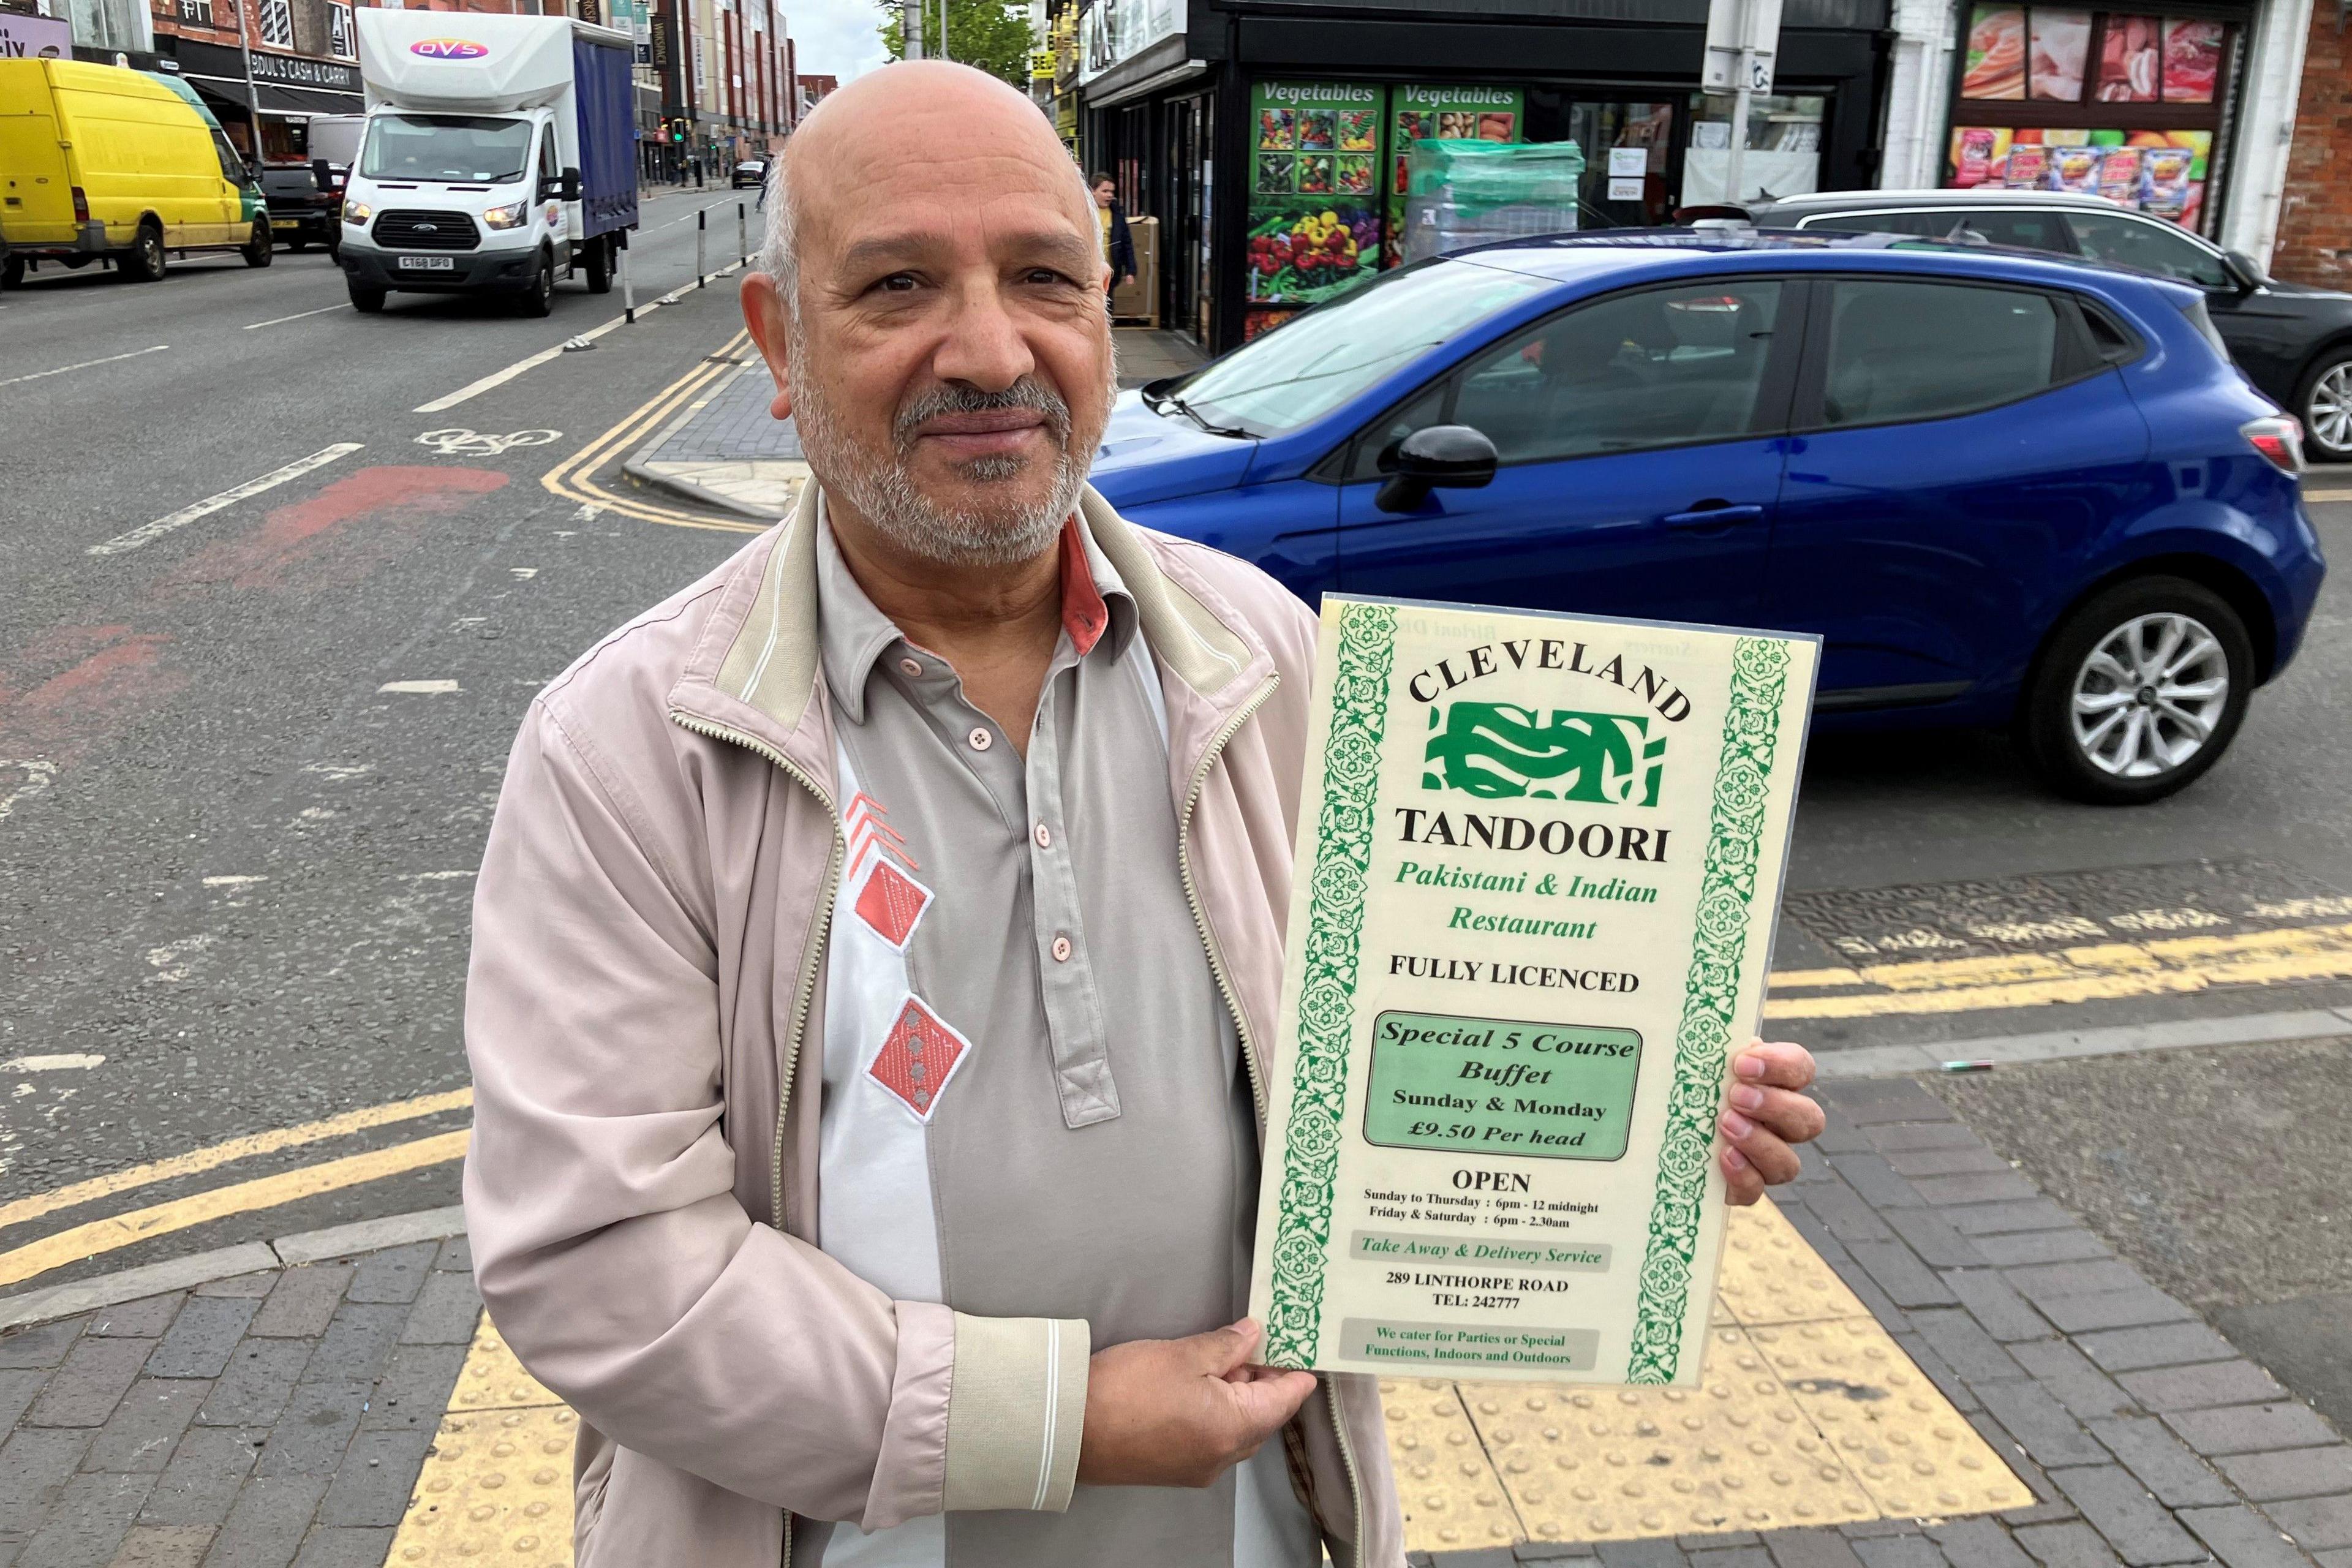 QVS
BDUL'S CASH & CARRY
CT68 DFO
Vegetables
Vegetables
CLEVELAND
TANDOORI
Pakistani & Indian
Restaurant
FULLY LICENCED
Special 5 Course
Buffet
Sunday & Monday
£9.50 Per head
OPEN
Sunday to Thursday : 6pm - 12 midnight
Friday & Saturday : 6pm - 2.30am
Take Away & Delivery Service
289 LINTHORPE ROAD
TEL: 242777
We cater for Parties or Special
Functions, Indoors and Outdoors